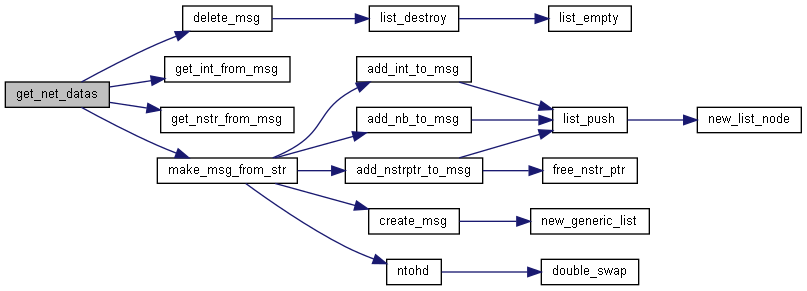 delete_msg
list_destroy
list_empty
get_int_from_msg
add_int_to_msg
get_net_datas
get_nstr_from_msg
add_nb_to_msg
list_push
new_list_node
make_msg_from_str
add_nstrptr_to_msg
free_nstr_ptr
create_msg
new_generic_list
ntohd
double_swap